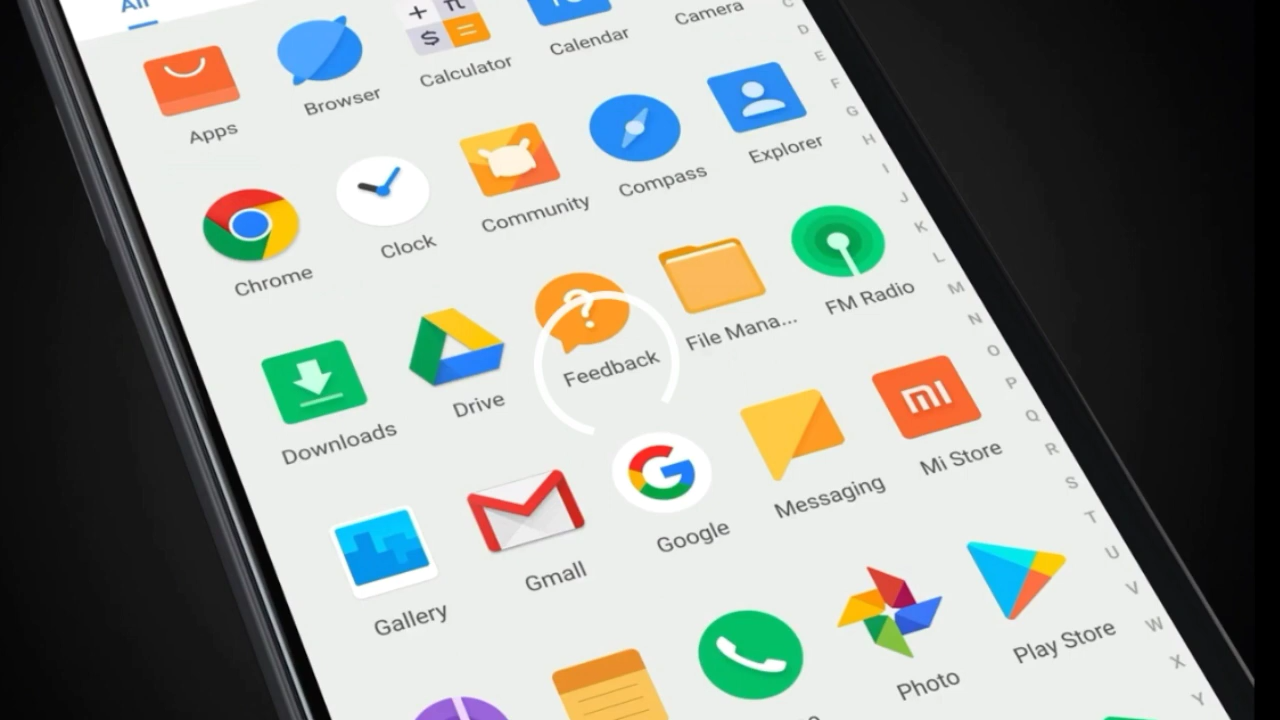 All
Apps
Browser
Calculator
Calendar
Camera
Chrome
Clock
Community
Compass
Explorer
Downloads
Drive
Feedback
File Mana...
FM Radio
Gallery
Gmall
Google
Messaging
mi
Mi Store
Photo
Play Store
C
D
E
F
G
H
I
J
K
L
M
N
O
P
Q
R
S
T
U
V
W
X
Y